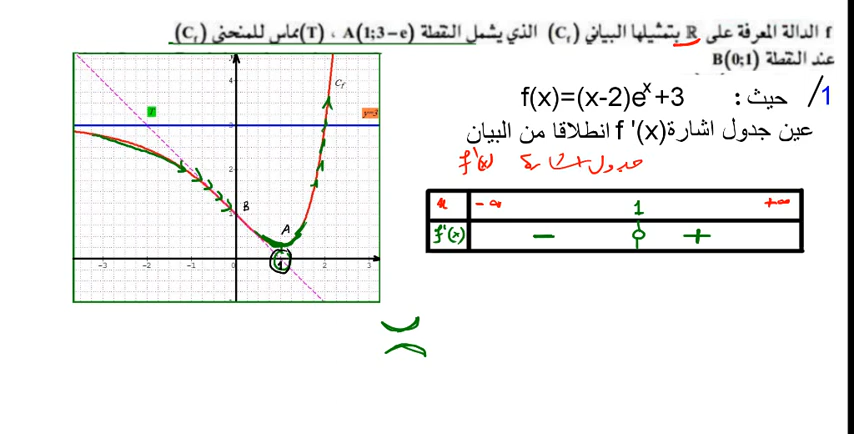 f الدالة المعرفة على ℝ بتمثيلها البياني (Cf) الذي يشمل النقطة A(1;3−e) ، (T) مماس للمنحنى (Cf)
عند النقطة B(0;1)
1/ حيث : f(x)=(x-2)eˣ+3
عين جدول اشارة f '(x) انطلاقا من البيان
جدول اشارة f'(x)
x -∞ 1 +∞
f'(x) − 0 +
Cf
T
y=3
B
A
4
3
2
1
-3 -2 -1 0 1 2 3